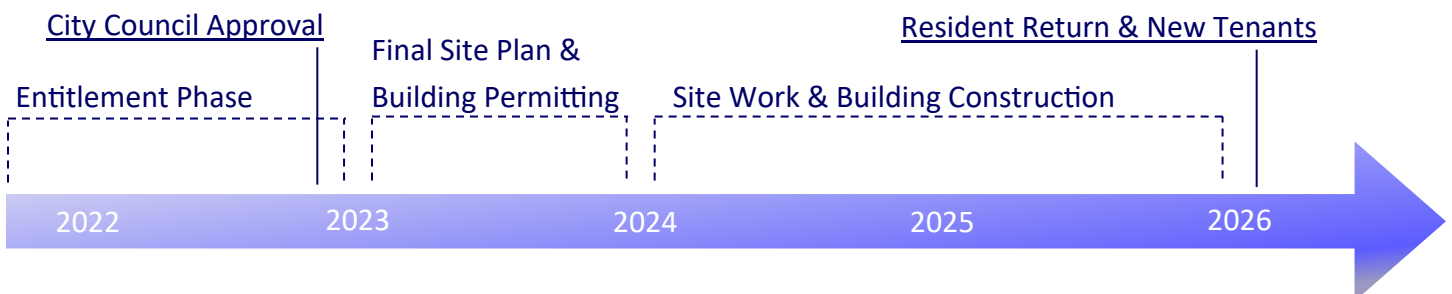 City Council Approval
Resident Return & New Tenants
Final Site Plan &
Entitlement Phase
Building Permitting
Site Work & Building Construction
2022
2023
2024
2025
2026